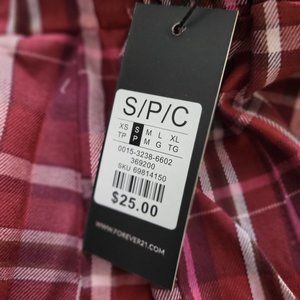 S/P/C
XS S M L XL
TP P M G TG
0015-3238-6602
369200
SKU 69814150
$25.00
WWW.FOREVER21.COM